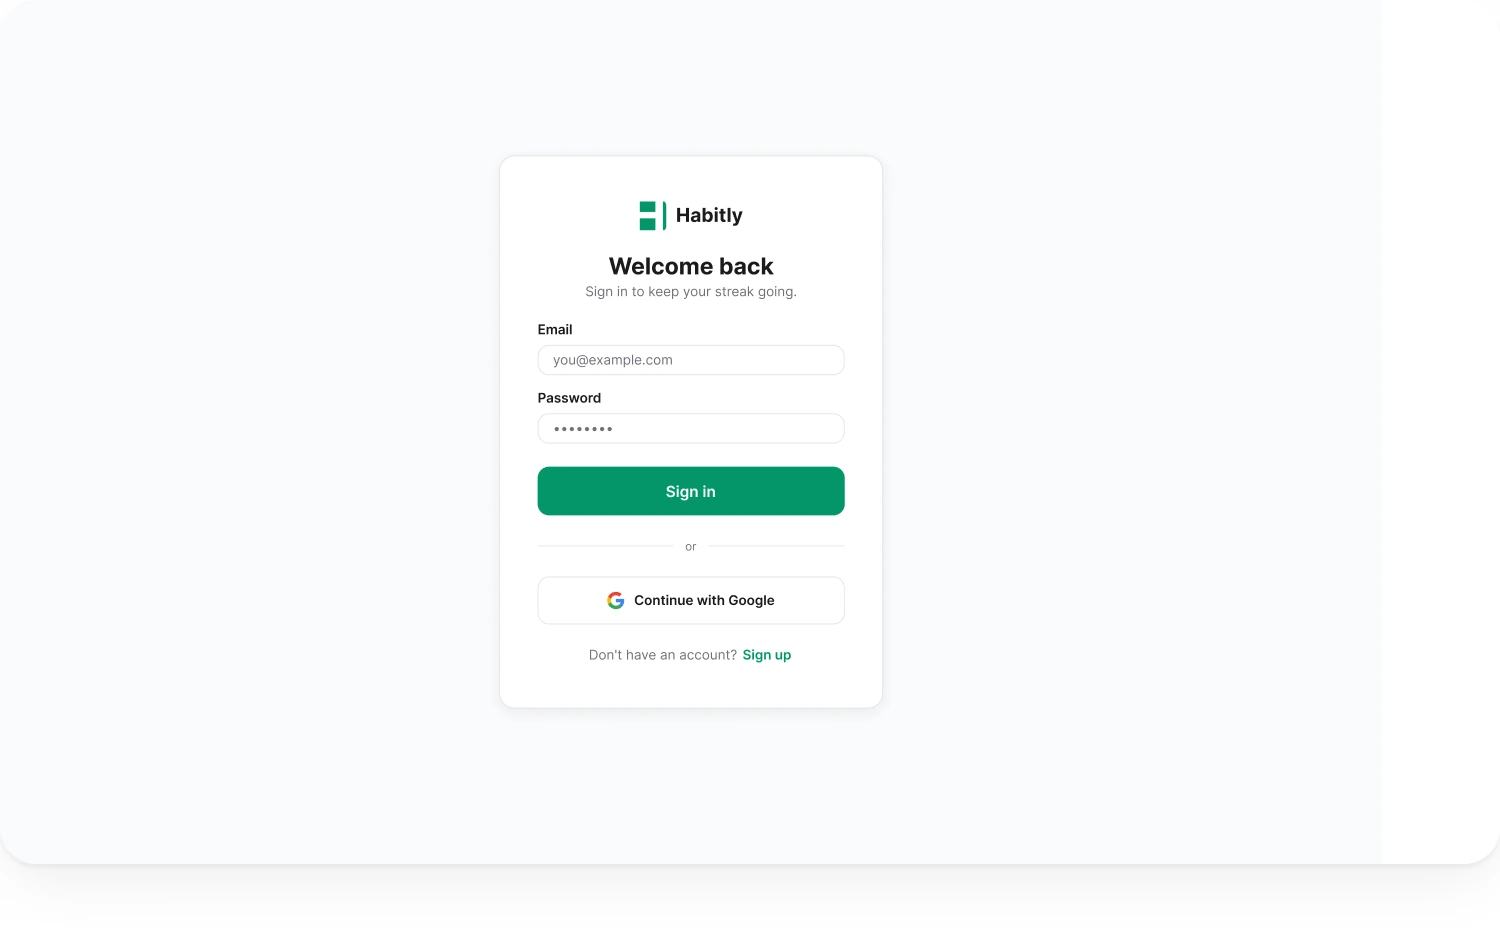 Habitly
Welcome back
Sign in to keep your streak going.
Email
you@example.com
Password
••••••••
Sign in
or
Continue with Google
Don't have an account? Sign up